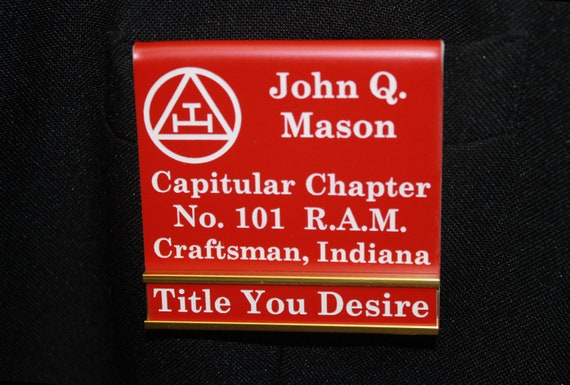 John Q.
Mason
Capitular Chapter
No. 101 R.A.M.
Craftsman, Indiana
Title You Desire